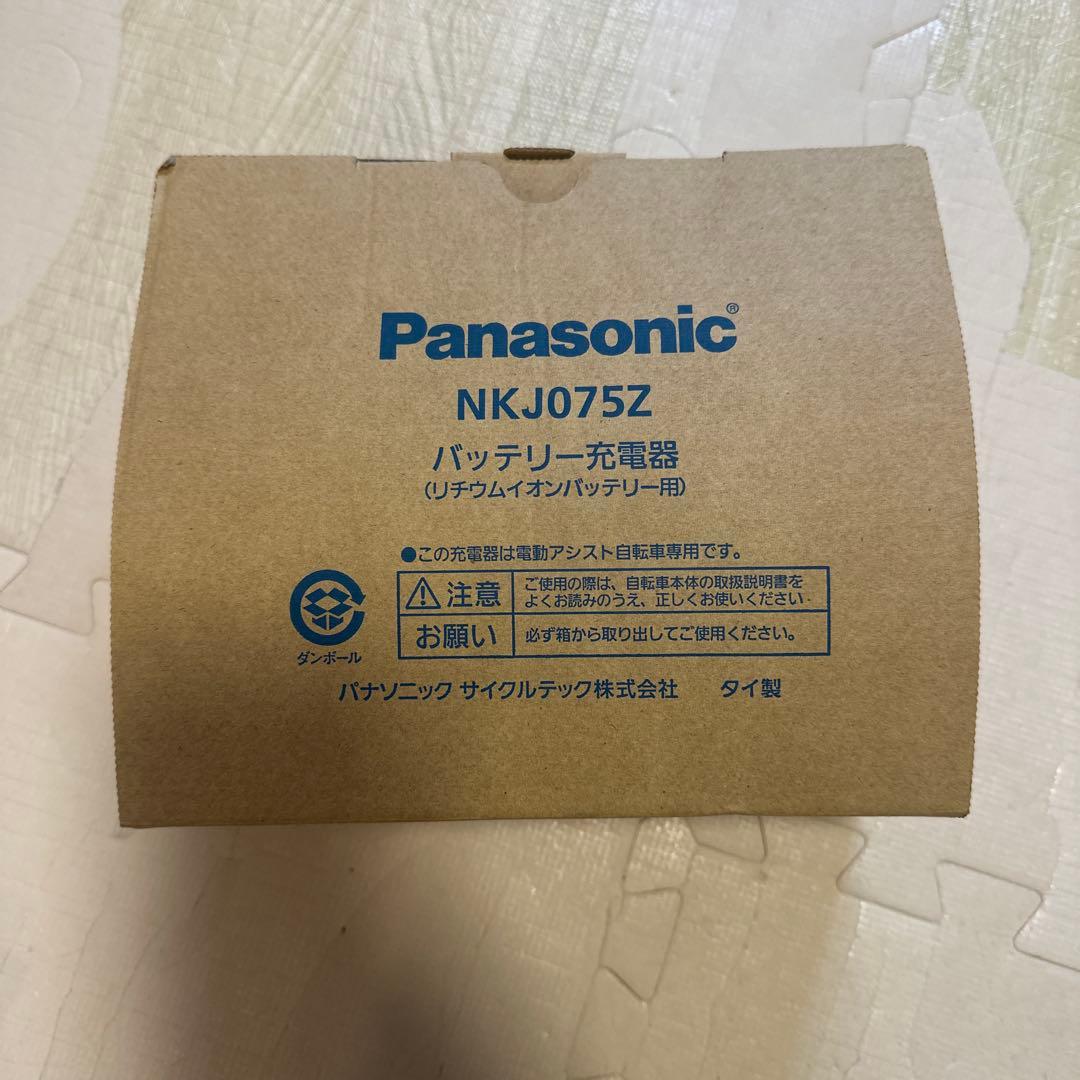 Panasonic®
NKJ075Z
バッテリー充電器
(リチウムイオンバッテリー用)
●この充電器は電動アシスト自転車専用です。
注意
ご使用の際は、自転車本体の取扱説明書を
よくお読みのうえ、正しくお使いください
お願い
必ず箱から取り出してご使用ください。
ダンボール
パナソニック サイクルテック株式会社 タイ製